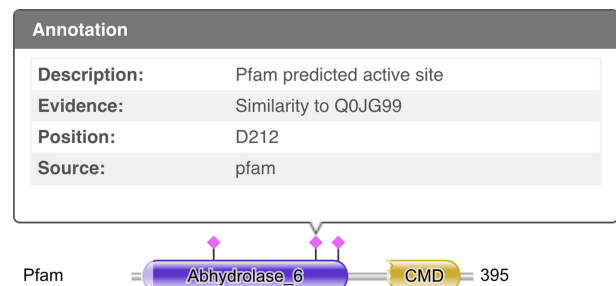 Annotation
Description: Pfam predicted active site
Evidence: Similarity to Q0JG99
Position: D212
Source: pfam
Pfam Abhydrolase_6 CMD 395